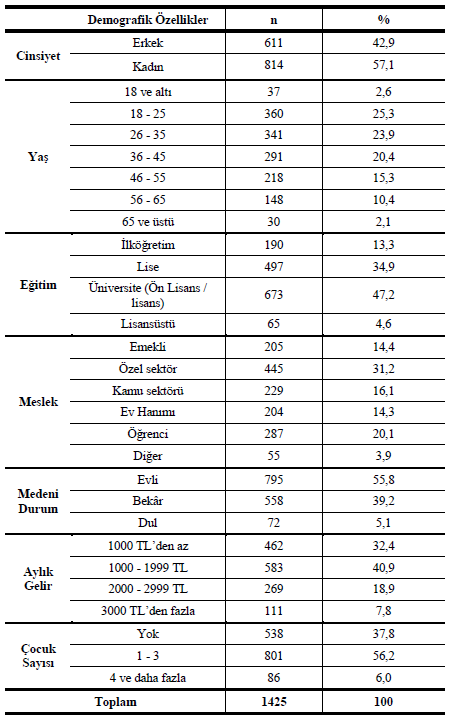 Demografik Özellikler n %
Cinsiyet
Erkek 611 42,9
Kadın 814 57,1
Yaş
18 ve altı 37 2,6
18 - 25 360 25,3
26 - 35 341 23,9
36 - 45 291 20,4
46 - 55 218 15,3
56 - 65 148 10,4
65 ve üstü 30 2,1
Eğitim
İlköğretim 190 13,3
Lise 497 34,9
Üniversite (Ön Lisans /
lisans) 673 47,2
Lisansüstü 65 4,6
Meslek
Emekli 205 14,4
Özel sektör 445 31,2
Kamu sektörü 229 16,1
Ev Hanımı 204 14,3
Öğrenci 287 20,1
Diğer 55 3,9
Medeni
Durum
Evli 795 55,8
Bekâr 558 39,2
Dul 72 5,1
Aylık
Gelir
1000 TL’den az 462 32,4
1000 - 1999 TL 583 40,9
2000 - 2999 TL 269 18,9
3000 TL’den fazla 111 7,8
Çocuk
Sayısı
Yok 538 37,8
1 - 3 801 56,2
4 ve daha fazla 86 6,0
Toplam 1425 100